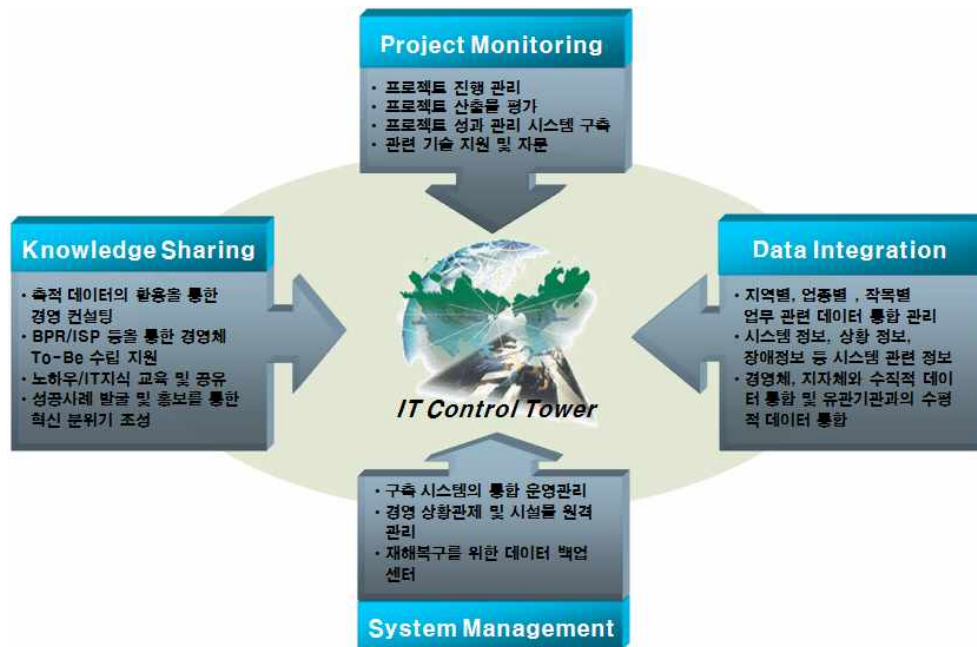 Project Monitoring
• 프로젝트 진행 관리
• 프로젝트 산출물 평가
• 프로젝트 성과 관리 시스템 구축
• 관련 기술 지원 및 자문
Knowledge Sharing
• 축적 데이터의 활용을 통한
경영 컨설팅
• BPR/ISP 등을 통한 경영체
To-Be 수립 지원
• 노하우/IT지식 교육 및 공유
• 성공사례 발굴 및 홍보를 통한
혁신 분위기 조성
Data Integration
• 지역별, 업종별 , 작목별
업무 관련 데이터 통합 관리
• 시스템 정보, 상황 정보,
장애정보 등 시스템 관련 정보
• 경영체, 지자체와 수직적 데이
터 통합 및 유관기관과의 수평
적 데이터 통합
IT Control Tower
• 구축 시스템의 통합 운영관리
• 경영 상황관제 및 시설물 원격
관리
• 재해복구를 위한 데이터 백업
센터
System Management